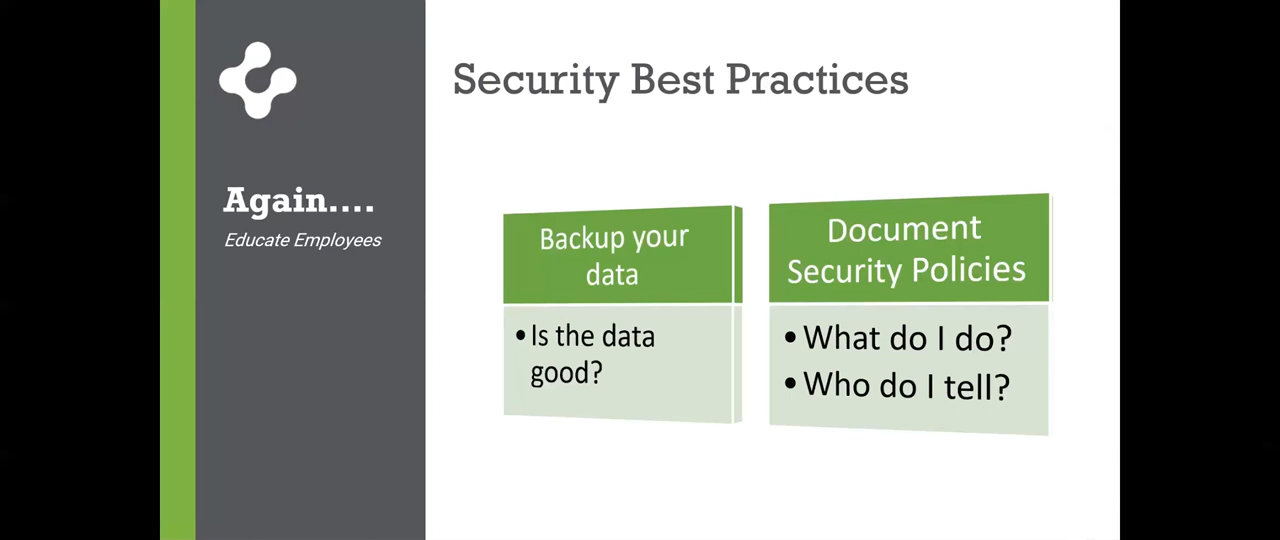 Security Best Practices
Again....
Educate Employees
Backup your
data
•Is the data
good?
Document
Security Policies
•What do I do?
•Who do I tell?